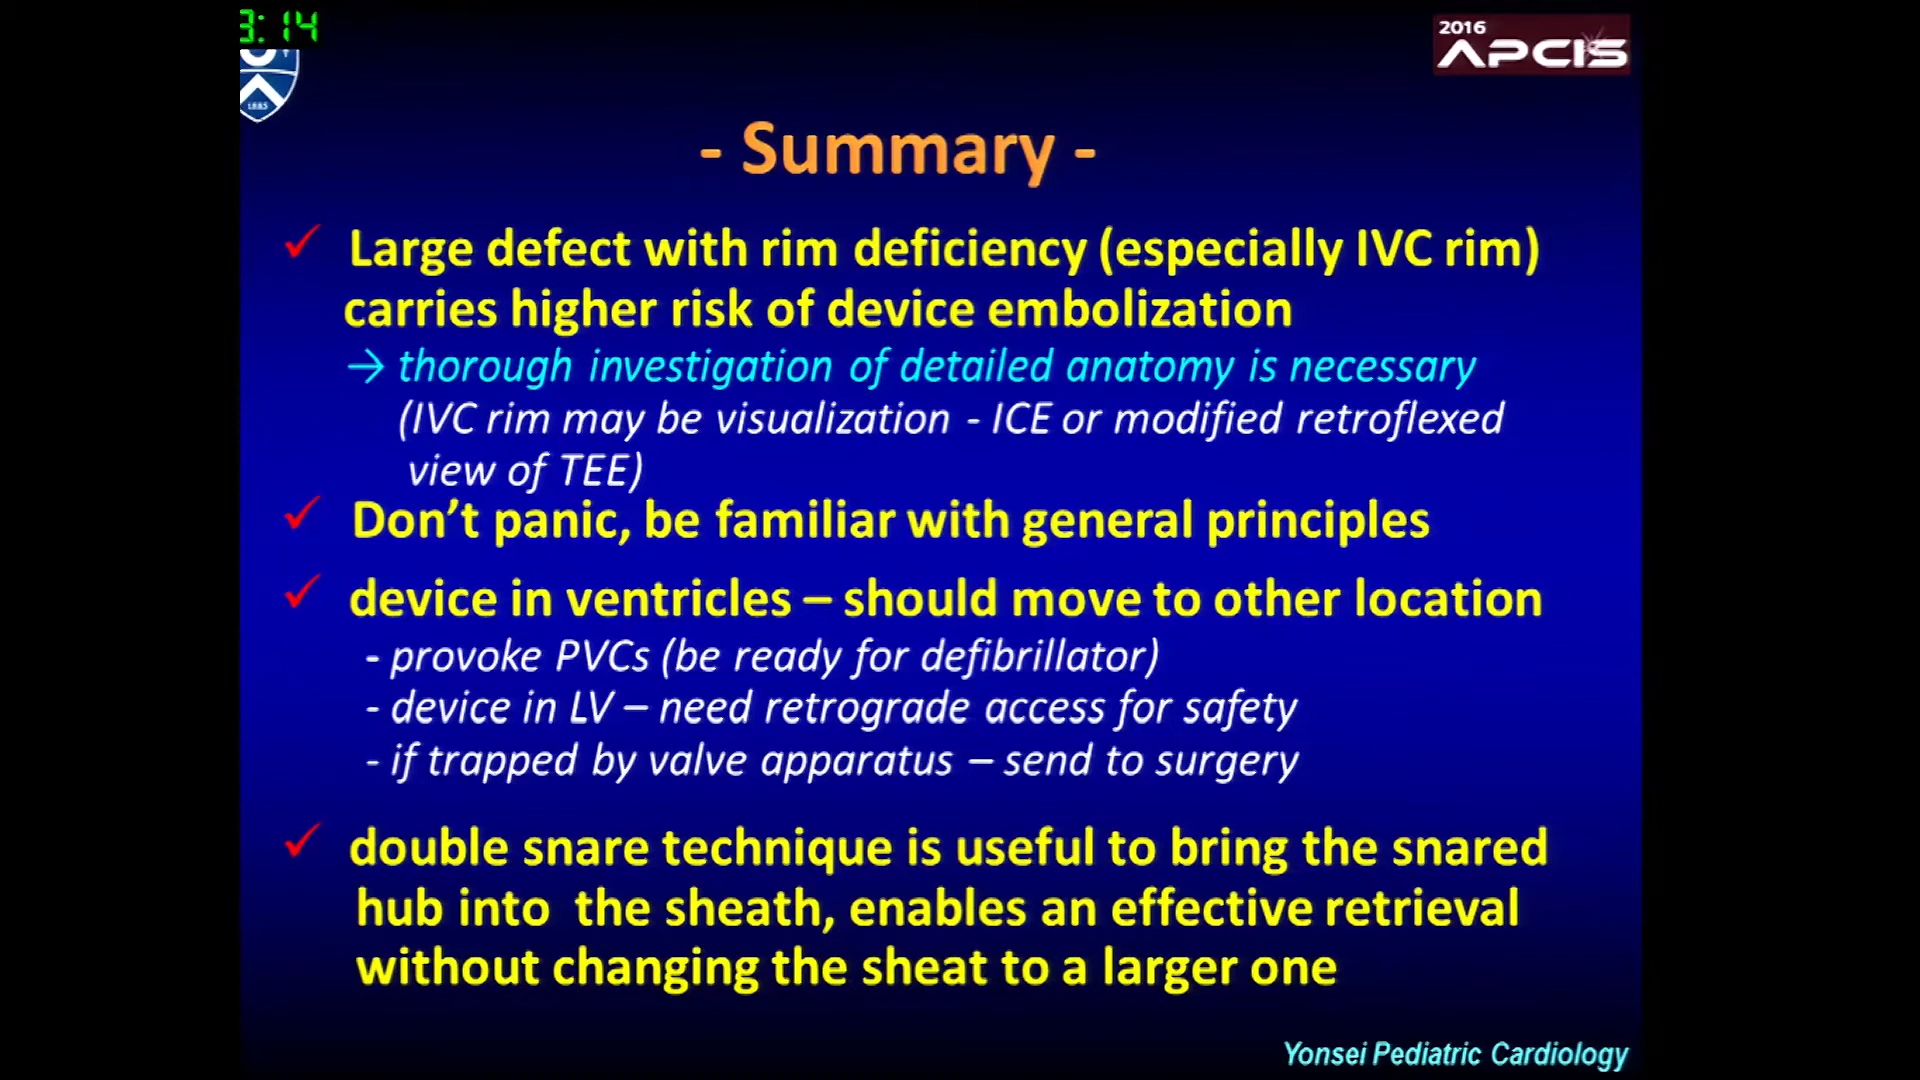 3:14
2016
APCIS
1885
- Summary -
✓ Large defect with rim deficiency (especially IVC rim)
carries higher risk of device embolization
→ thorough investigation of detailed anatomy is necessary
(IVC rim may be visualization - ICE or modified retroflexed
view of TEE)
✓ Don’t panic, be familiar with general principles
✓ device in ventricles – should move to other location
- provoke PVCs (be ready for defibrillator)
- device in LV – need retrograde access for safety
- if trapped by valve apparatus – send to surgery
✓ double snare technique is useful to bring the snared
hub into the sheath, enables an effective retrieval
without changing the sheat to a larger one
Yonsei Pediatric Cardiology